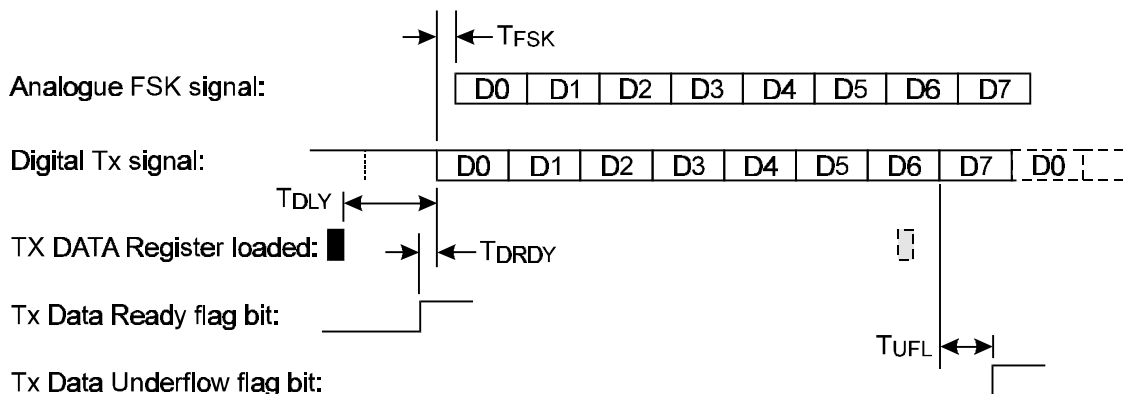 TFSK
Analogue FSK signal: D0 D1 D2 D3 D4 D5 D6 D7
Digital Tx signal: D0 D1 D2 D3 D4 D5 D6 D7 D0
TDLY
TX DATA Register loaded: TDRDY
Tx Data Ready flag bit:
TUFL
Tx Data Underflow flag bit: